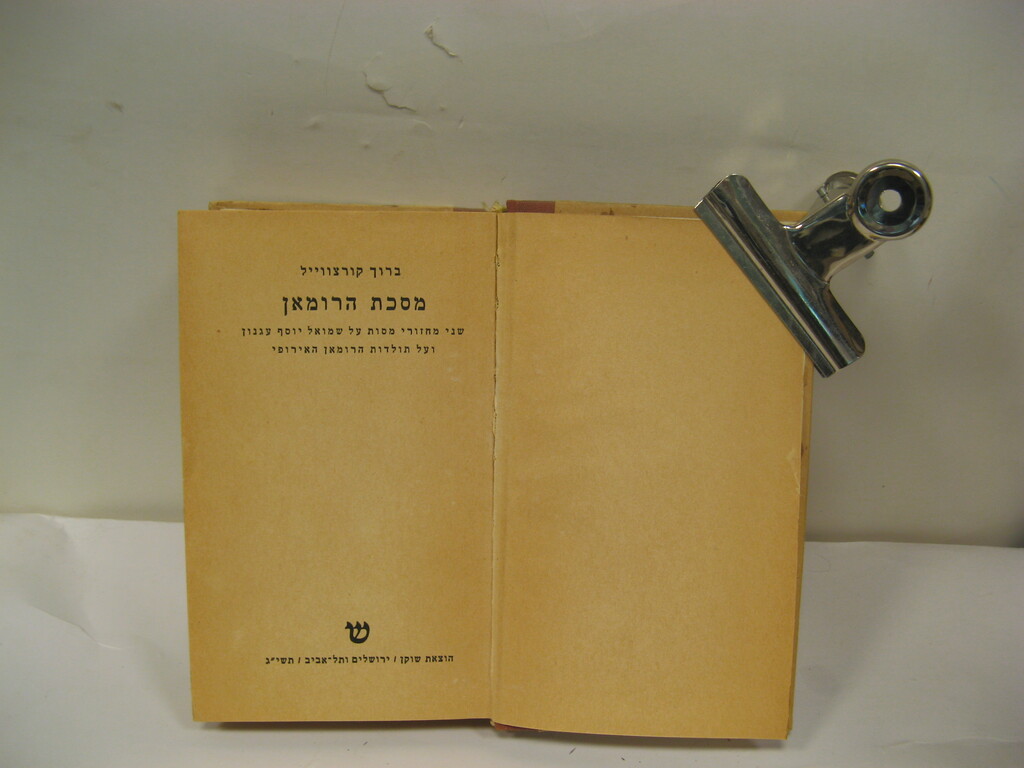 ברוך קורצווייל
מסכת הרומאן
שני מחזורי מסות על שמואל יוסף עגנון
ועל תולדות הרומאן האירופי
ש
הוצאת שוקן / ירושלים ותל־אביב / תשי״ג